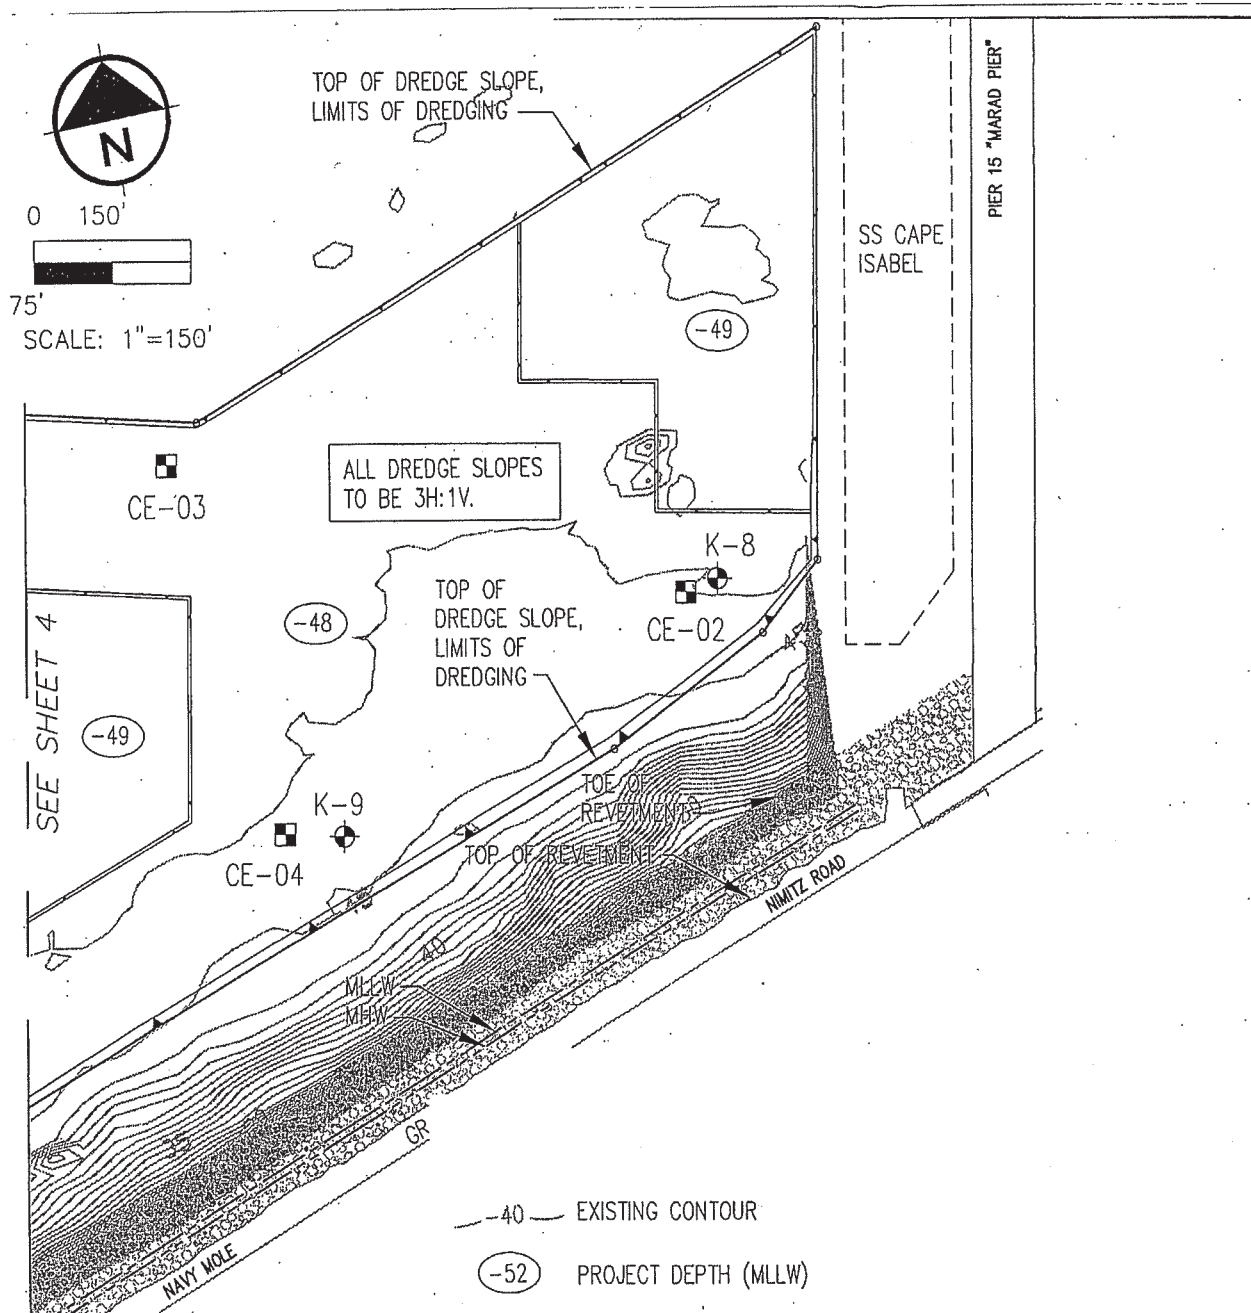 TOP OF DREDGE SLOPE,
LIMITS OF DREDGING
N
0 150'
75'
SCALE: 1"=150'
PIER 15 "MARAD PIER"
SS CAPE
ISABEL
-49
ALL DREDGE SLOPES
TO BE 3H:1V.
CE-03
K-8
CE-02
TOP OF
DREDGE SLOPE,
LIMITS OF
DREDGING
-48
SEE SHEET 4
-49
K-9
CE-04
TOE OF
REVETMENT
TOP OF REVETMENT
NIMITZ ROAD
40
MLLW
MHW
35
GR
NAVY MOLE
-40 EXISTING CONTOUR
-52 PROJECT DEPTH (MLLW)